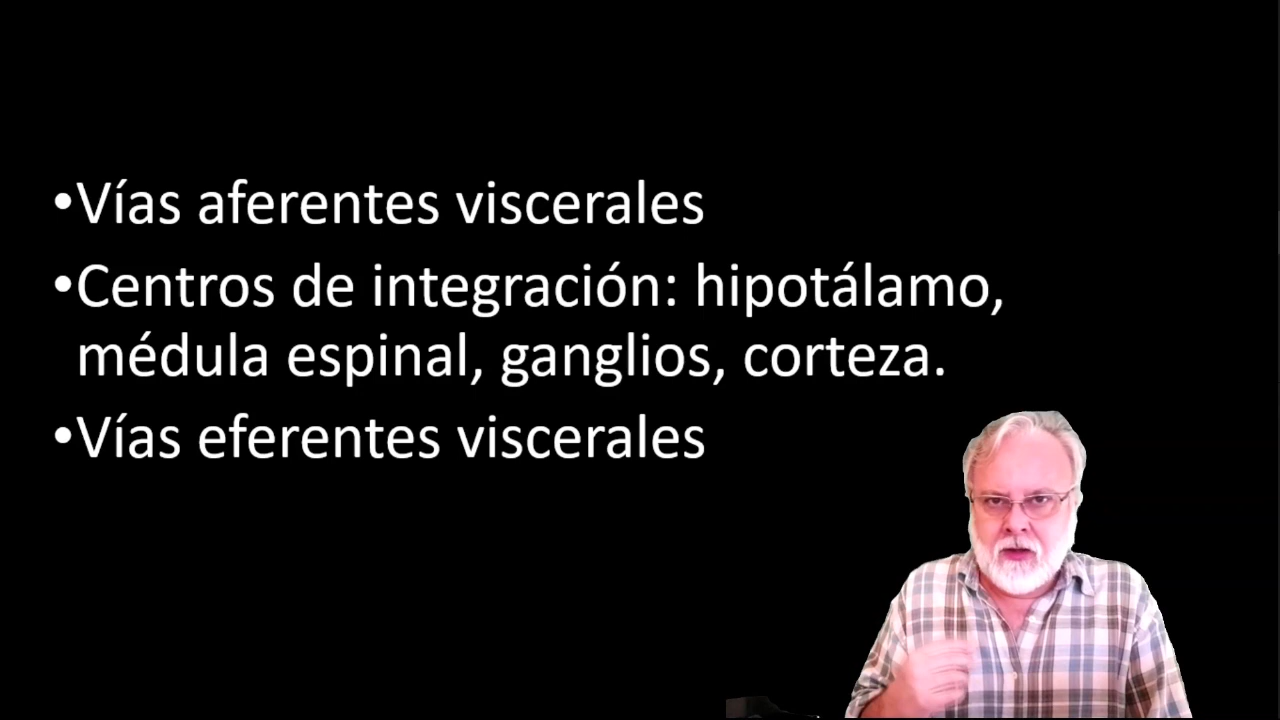 •Vías aferentes viscerales
•Centros de integración: hipotálamo,
médula espinal, ganglios, corteza.
•Vías eferentes viscerales